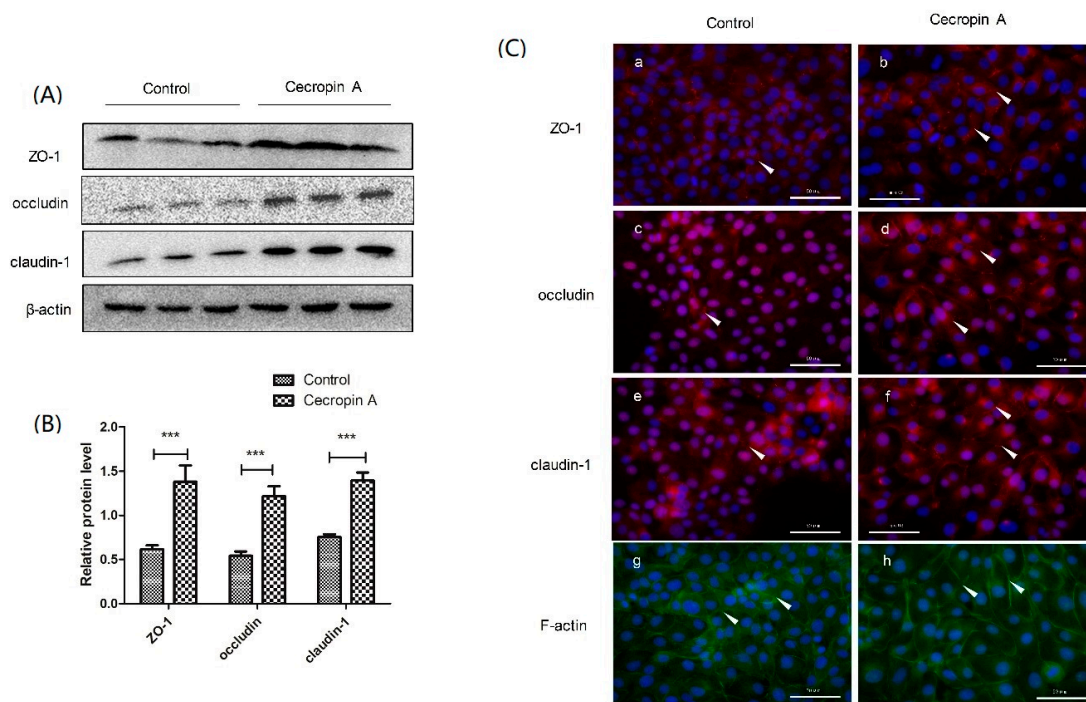 (A)
Control
Cecropin A
ZO-1
occludin
claudin-1
β-actin
(B)
Control
Cecropin A
***
***
***
Relative protein level
2.0
1.5
1.0
0.5
0.0
ZO-1
occludin
claudin-1
(C)
Control
Cecropin A
ZO-1
a
b
occludin
c
d
claudin-1
e
f
F-actin
g
h